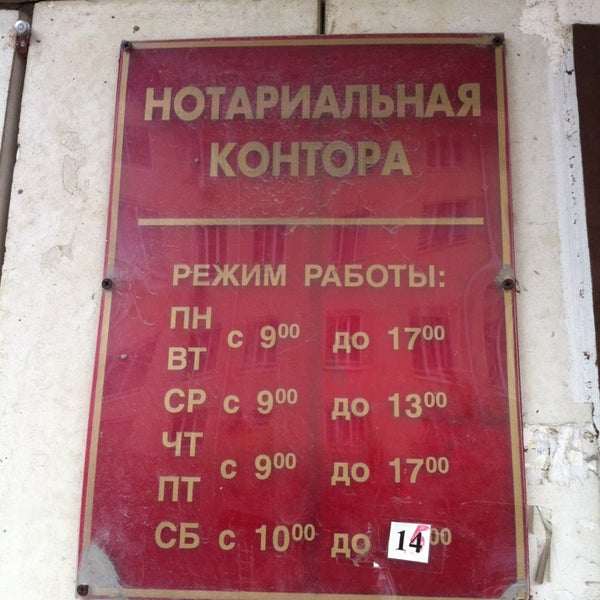 НОТАРИАЛЬНАЯ
КОНТОРА
РЕЖИМ РАБОТЫ:
ПН
ВТ
с 9⁰⁰ до 17⁰⁰
СР с 9⁰⁰ до 13⁰⁰
ЧТ
ПТ
с 9⁰⁰ до 17⁰⁰
СБ с 10⁰⁰ до 14⁰⁰